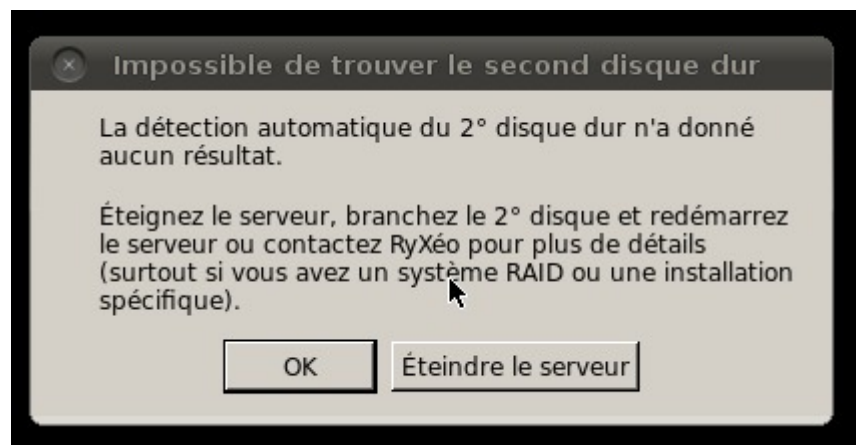 Impossible de trouver le second disque dur
La détection automatique du 2° disque dur n'a donné
aucun résultat.
Éteignez le serveur, branchez le 2° disque et redémarrez
le serveur ou contactez RyXéo pour plus de détails
(surtout si vous avez un système RAID ou une installation
spécifique).
OK
Éteindre le serveur